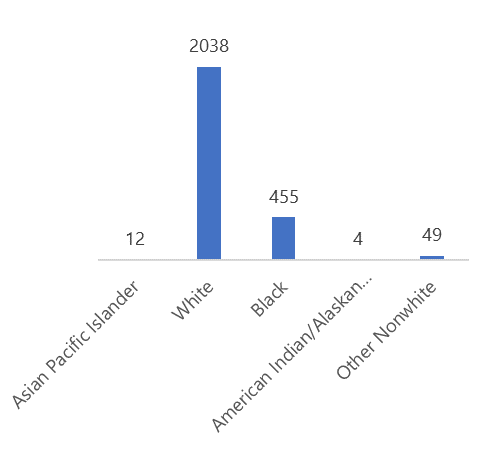 2038
455
49
12
4
Asian Pacific Islander
White
Black
American Indian/Alaskan...
Other Nonwhite